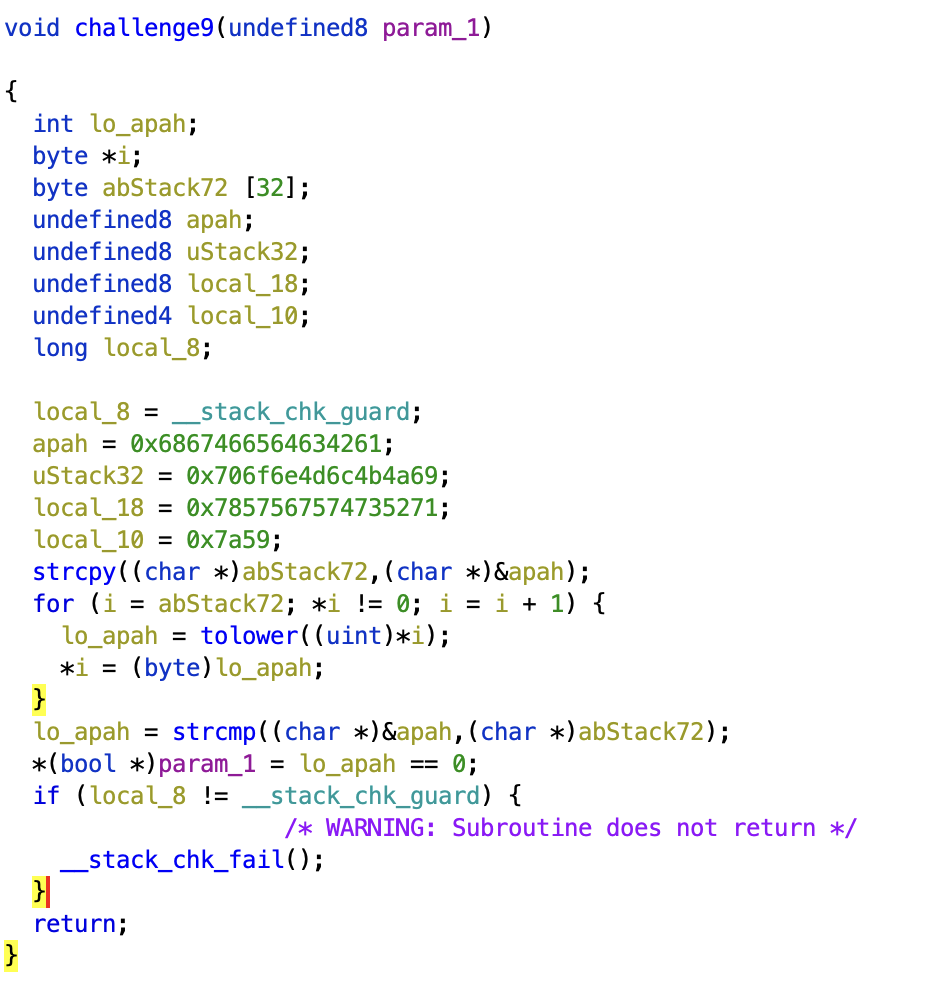 void challenge9(undefined8 param_1)
{
int lo_apah;
byte *i;
byte abStack72 [32];
undefined8 apah;
undefined8 uStack32;
undefined8 local_18;
undefined4 local_10;
long local_8;
local_8 = __stack_chk_guard;
apah = 0x6867466564634261;
uStack32 = 0x706f6e4d6c4b4a69;
local_18 = 0x7857567574735271;
local_10 = 0x7a59;
strcpy((char *)abStack72,(char *)&apah);
for (i = abStack72; *i != 0; i = i + 1) {
lo_apah = tolower((uint)*i);
*i = (byte)lo_apah;
}
lo_apah = strcmp((char *)&apah,(char *)abStack72);
*(bool *)param_1 = lo_apah == 0;
if (local_8 != __stack_chk_guard) {
/* WARNING: Subroutine does not return */
__stack_chk_fail();
}
return;
}